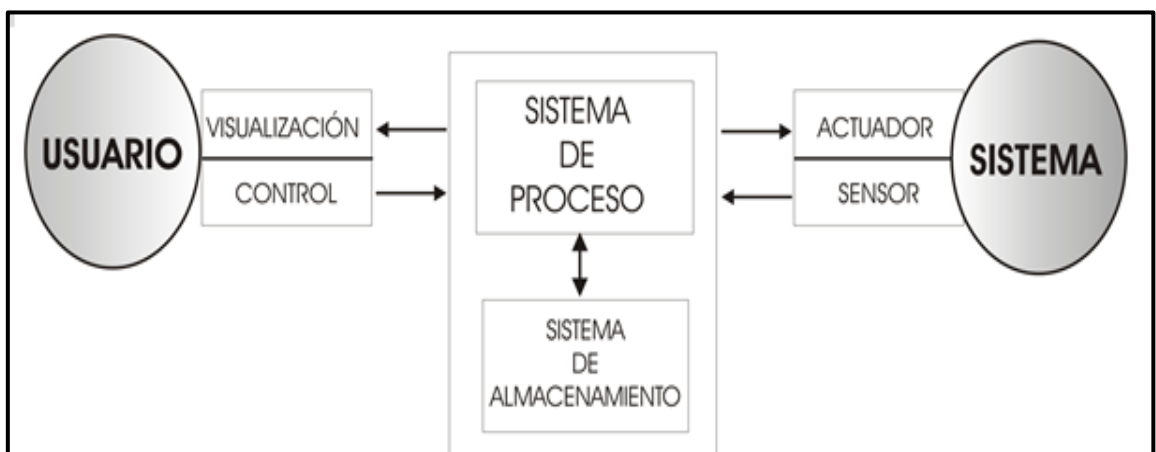 USUARIO
VISUALIZACIÓN
CONTROL
SISTEMA
DE
PROCESO
SISTEMA
DE
ALMACENAMIENTO
ACTUADOR
SENSOR
SISTEMA